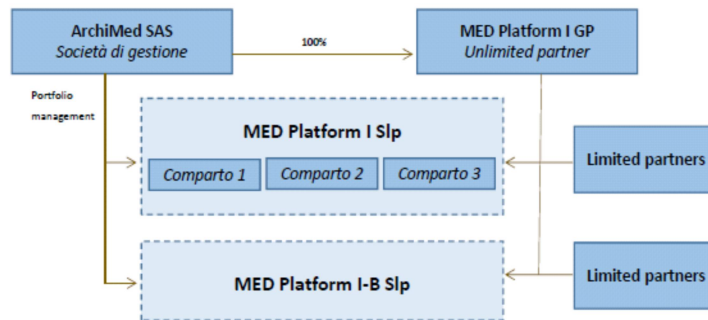 ArchiMed SAS
Società di gestione
100%
MED Platform I GP
Unlimited partner
Portfolio
management
MED Platform I Slp
Comparto 1
Comparto 2
Comparto 3
Limited partners
MED Platform I-B Slp
Limited partners